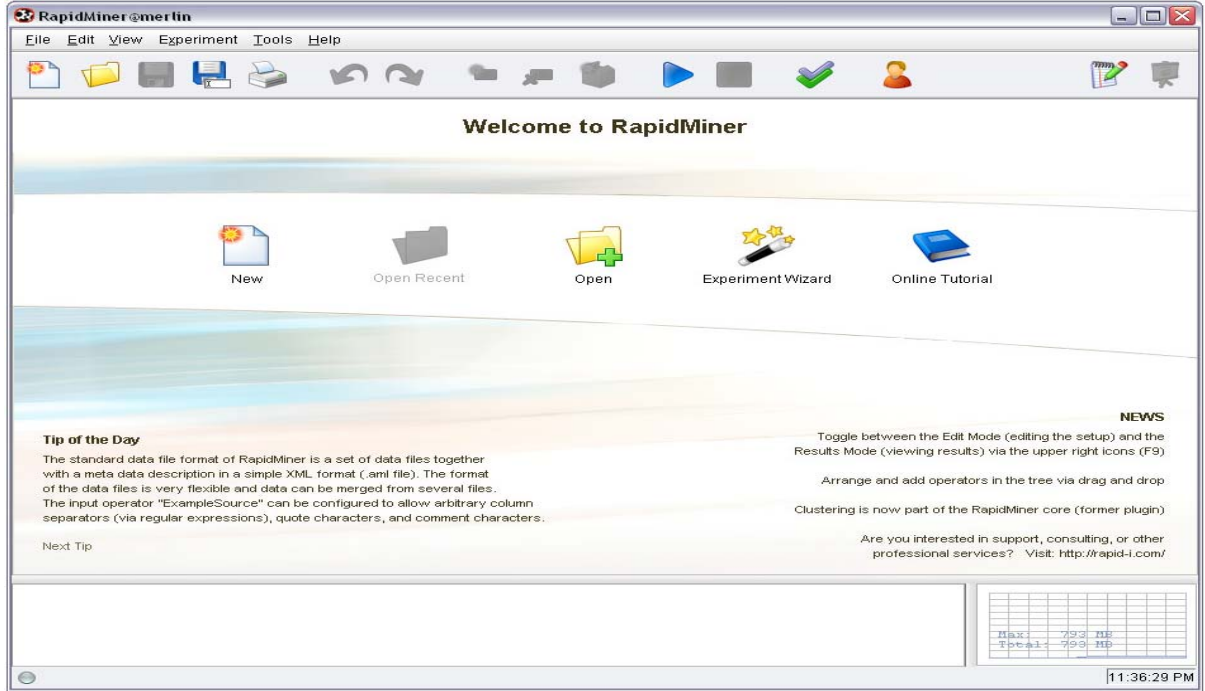 RapidMiner@merlin
File Edit View Experiment Tools Help
Welcome to RapidMiner
New
Open Recent
Open
Experiment Wizard
Online Tutorial
Tip of the Day
The standard data file format of RapidMiner is a set of data files together
with a meta data description in a simple XML format (.aml file). The format
of the data files is very flexible and data can be merged from several files.
The input operator "ExampleSource" can be configured to allow arbitrary column
separators (via regular expressions), quote characters, and comment characters.
Next Tip
NEWS
Toggle between the Edit Mode (editing the setup) and the
Results Mode (viewing results) via the upper right icons (F9)
Arrange and add operators in the tree via drag and drop
Clustering is now part of the RapidMiner core (former plugin)
Are you interested in support, consulting, or other
professional services? Visit: http://rapid-i.com/
Max: 793 MB
Total: 793 MB
11:36:29 PM